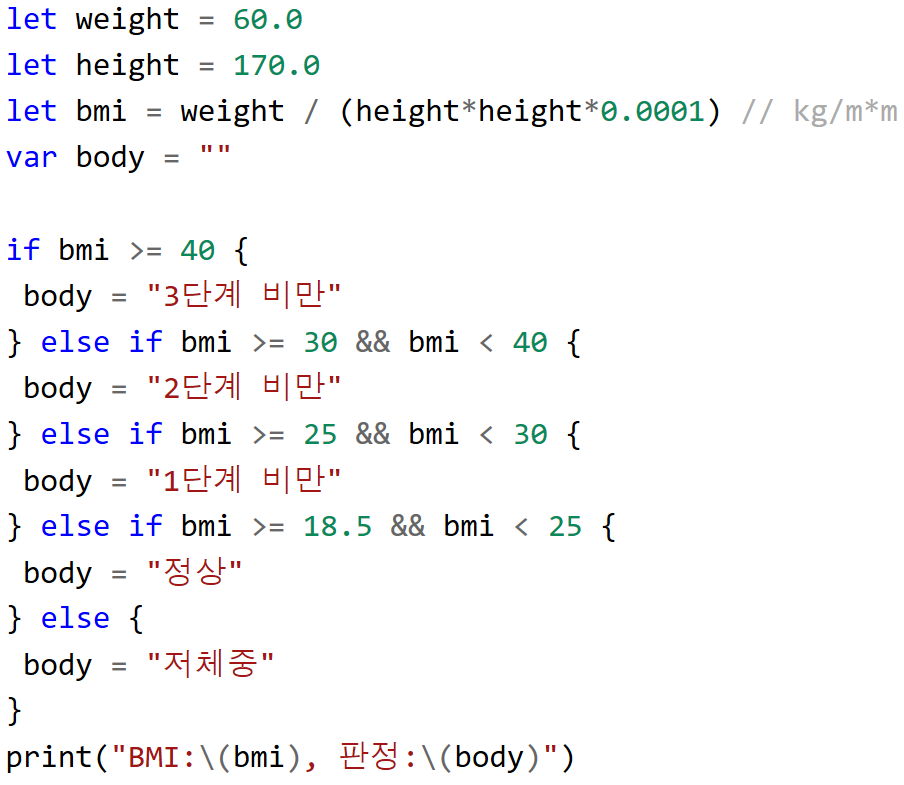 let weight = 60.0
let height = 170.0
let bmi = weight / (height*height*0.0001) // kg/m*m
var body = ""

if bmi >= 40 {
 body = "3단계 비만"
} else if bmi >= 30 && bmi < 40 {
 body = "2단계 비만"
} else if bmi >= 25 && bmi < 30 {
 body = "1단계 비만"
} else if bmi >= 18.5 && bmi < 25 {
 body = "정상"
} else {
 body = "저체중"
}
print("BMI:\(bmi), 판정:\(body)")